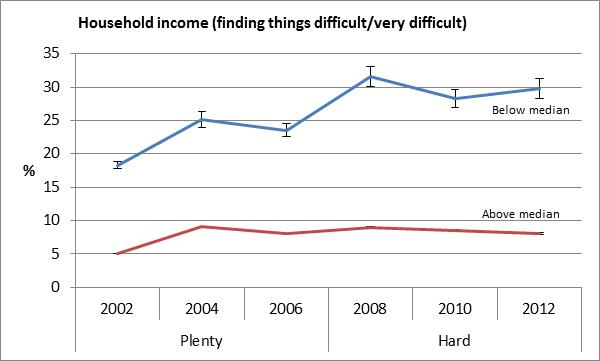 Household income (finding things difficult/very difficult)
35
30
25
20
15
10
5
0
%
Below median
Above median
2002 2004 2006 2008 2010 2012
Plenty Hard